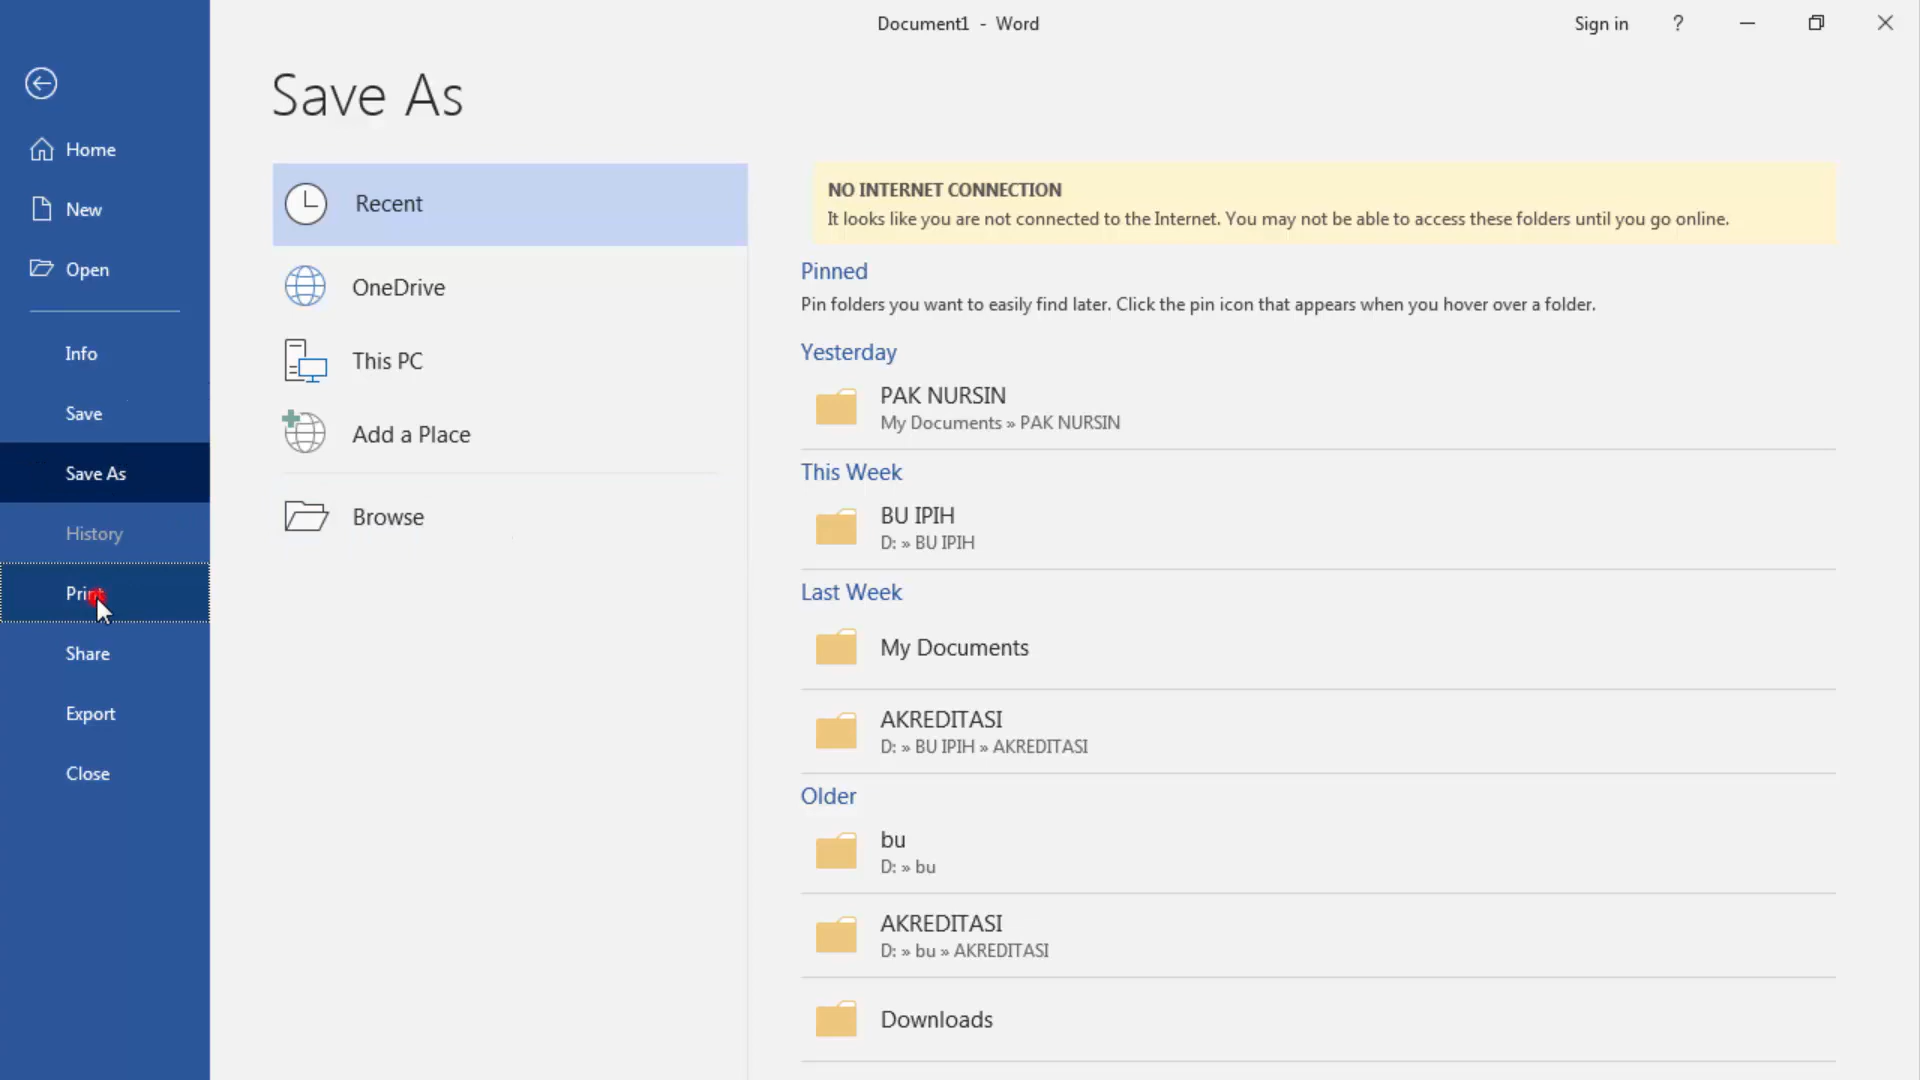 Document1 - Word
Sign in
?
Save As
Home
New
Open
Info
Save
Save As
History
Print
Share
Export
Close
Recent
OneDrive
This PC
Add a Place
Browse
NO INTERNET CONNECTION
It looks like you are not connected to the Internet. You may not be able to access these folders until you go online.
Pinned
Pin folders you want to easily find later. Click the pin icon that appears when you hover over a folder.
Yesterday
PAK NURSIN
My Documents » PAK NURSIN
This Week
BU IPIH
D: » BU IPIH
Last Week
My Documents
AKREDITASI
D: » BU IPIH » AKREDITASI
Older
bu
D: » bu
AKREDITASI
D: » bu » AKREDITASI
Downloads